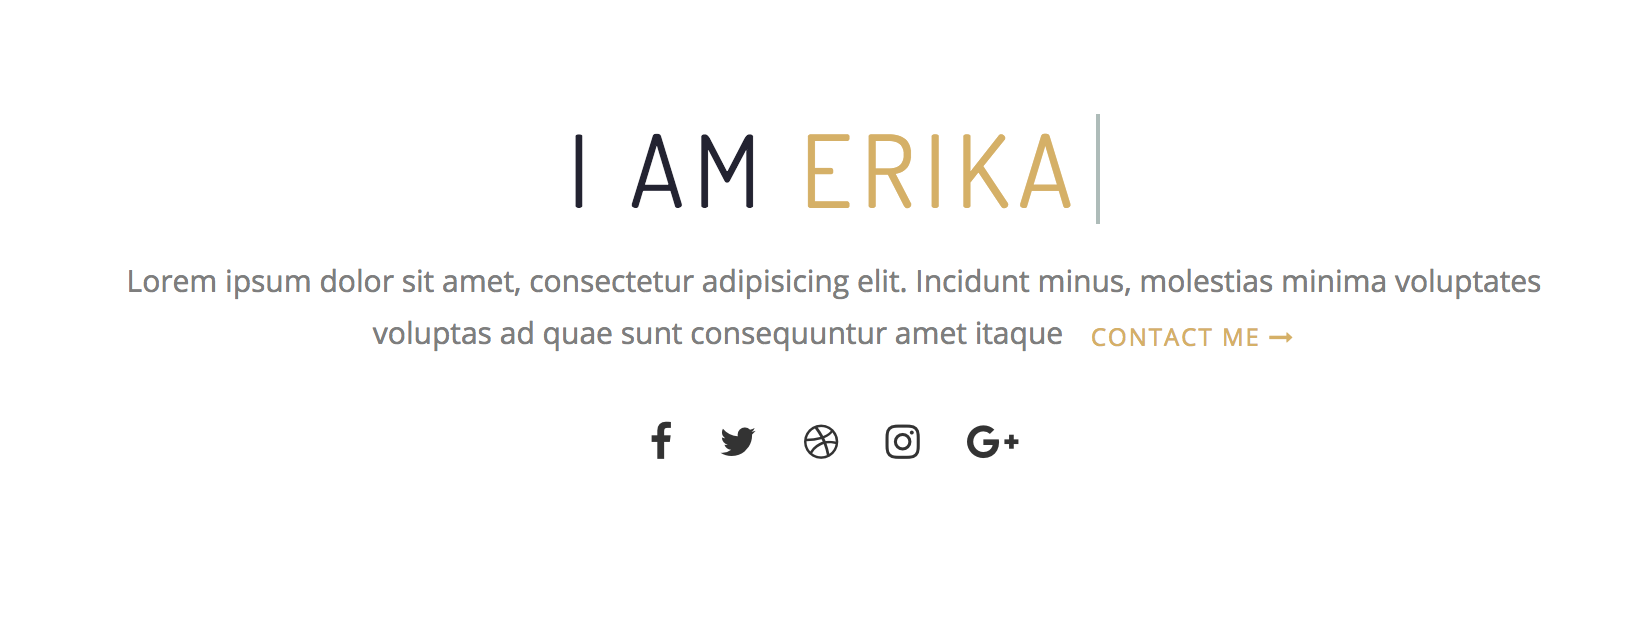 I AM ERIKA
Lorem ipsum dolor sit amet, consectetur adipisicing elit. Incidunt minus, molestias minima voluptates
voluptas ad quae sunt consequuntur amet itaque CONTACT ME →
G+